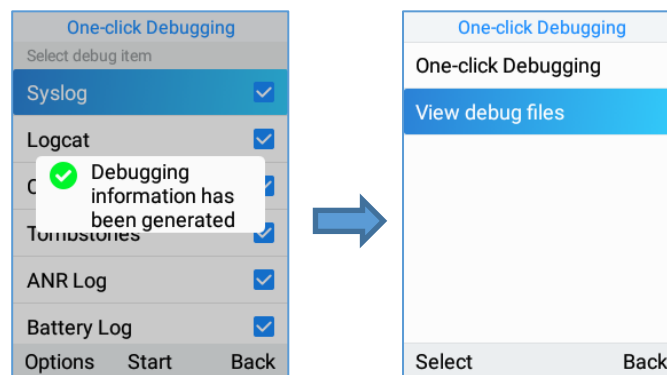 One-click Debugging
Select debug item
Syslog
Logcat
Debugging
information has
been generated
Tombstones
ANR Log
Battery Log
Options Start Back
One-click Debugging
One-click Debugging
View debug files
Select Back